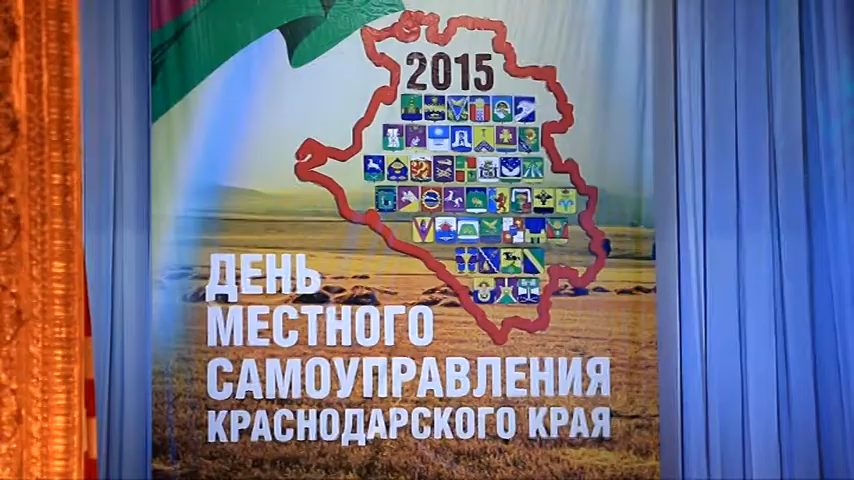 2015
ДЕНЬ
МЕСТНОГО
САМОУПРАВЛЕНИЯ
КРАСНОДАРСКОГО КРАЯ